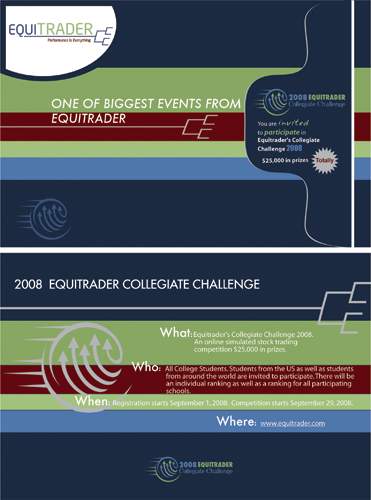 EQUITRADER
Performance is Everything
ONE OF BIGGEST EVENTS FROM
EQUITRADER
2008 EQUITRADER
Collegiate Challenge
You are invited
to participate in
Equitrader's Collegiate
Challenge 2008
$25,000 in prizes
Totally
2008 EQUITRADER COLLEGIATE CHALLENGE
What: Equitrader's Collegiate Challenge 2008.
An online simulated stock trading
competition $25,000 in prizes.
Who: All College Students. Students from the US as well as students
from around the world are invited to participate. There will be
an individual ranking as well as a ranking for all participating
schools.
When: Registration starts September 1, 2008. Competition starts September 29, 2008.
Where: www.equitrader.com
2008 EQUITRADER
Collegiate Challenge